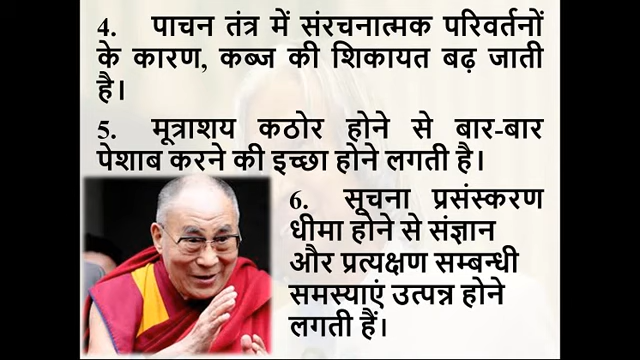 4. पाचन तंत्र में संरचनात्मक परिवर्तनों
के कारण, कब्ज की शिकायत बढ़ जाती
है।
5. मूत्राशय कठोर होने से बार-बार
पेशाब करने की इच्छा होने लगती है।
6. सूचना प्रसंस्करण
धीमा होने से संज्ञान
और प्रत्यक्षण सम्बन्धी
समस्याएं उत्पन्न होने
लगती हैं।